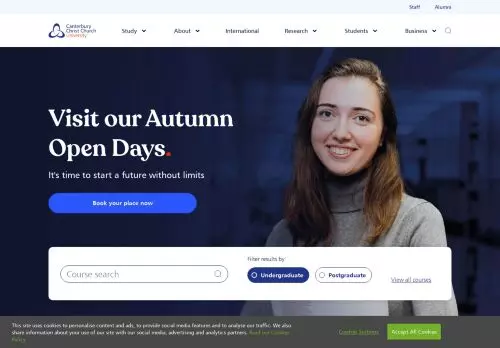 Staff
Alumni
Canterbury
Christ Church
University
Study
About
International
Research
Students
Business
Visit our Autumn
Open Days.
It's time to start a future without limits
Book your place now
Filter results by
Course search
Undergraduate
Postgraduate
View all courses
This site uses cookies to personalise content and ads, to provide social media features and to analyse our traffic. We also
share information about your use of our site with our social media, advertising and analytics partners. Read our Cookies
Policy
Cookies Settings
Accept All Cookies